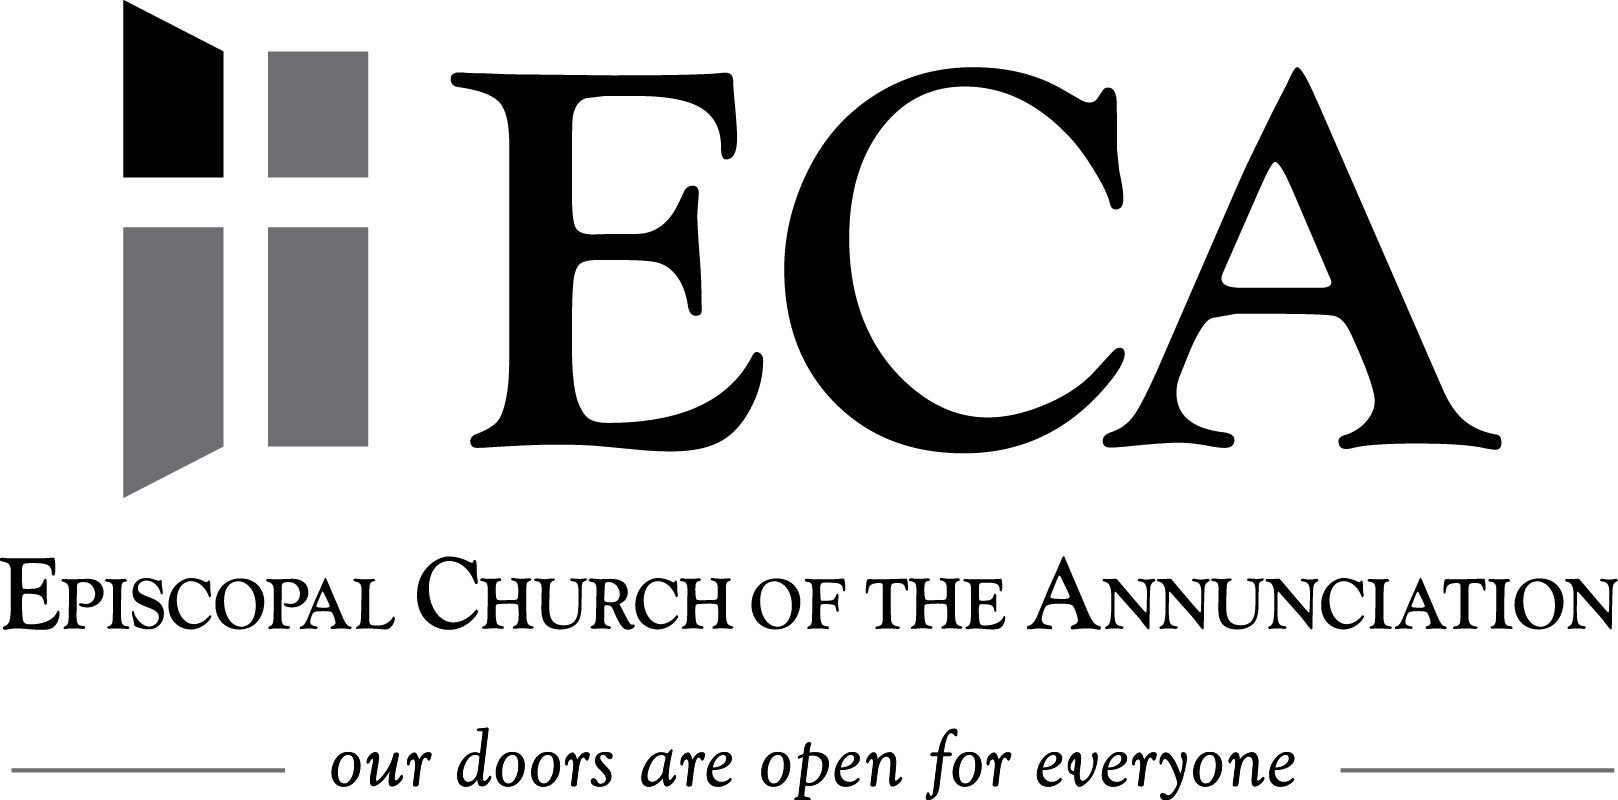 ECA
EPISCOPAL CHURCH OF THE ANNUNCIATION
our doors are open for everyone